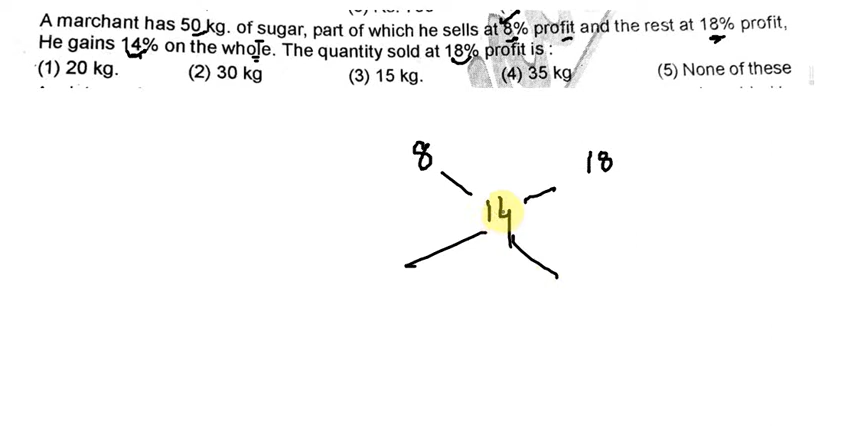 A marchant has 50 kg. of sugar, part of which he sells at 8% profit and the rest at 18% profit,
He gains 14% on the whole. The quantity sold at 18% profit is :
(1) 20 kg. (2) 30 kg (3) 15 kg. (4) 35 kg (5) None of these
8 18
14